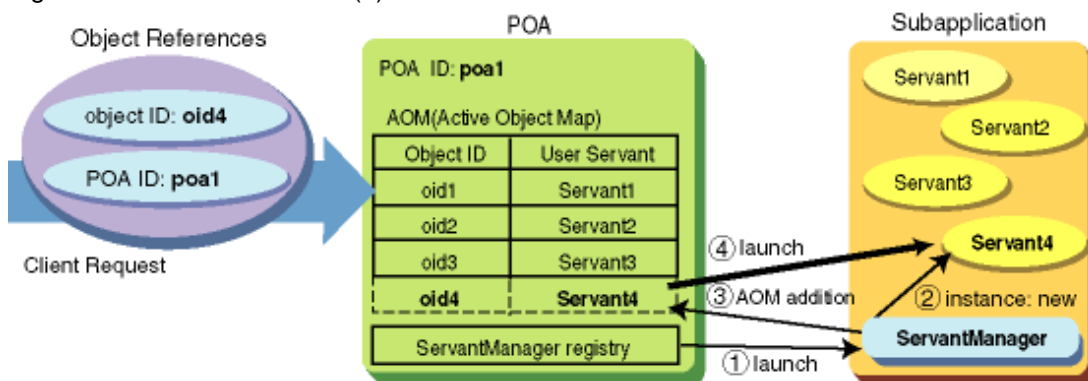 Object References
object ID: oid4
POA ID: poa1
Client Request
POA
POA ID: poa1
AOM(Active Object Map)
Object ID User Servant
oid1 Servant1
oid2 Servant2
oid3 Servant3
oid4 Servant4
ServantManager registry
④ launch
③ AOM addition
① launch
Subapplication
Servant1
Servant2
Servant3
Servant4
② instance: new
ServantManager